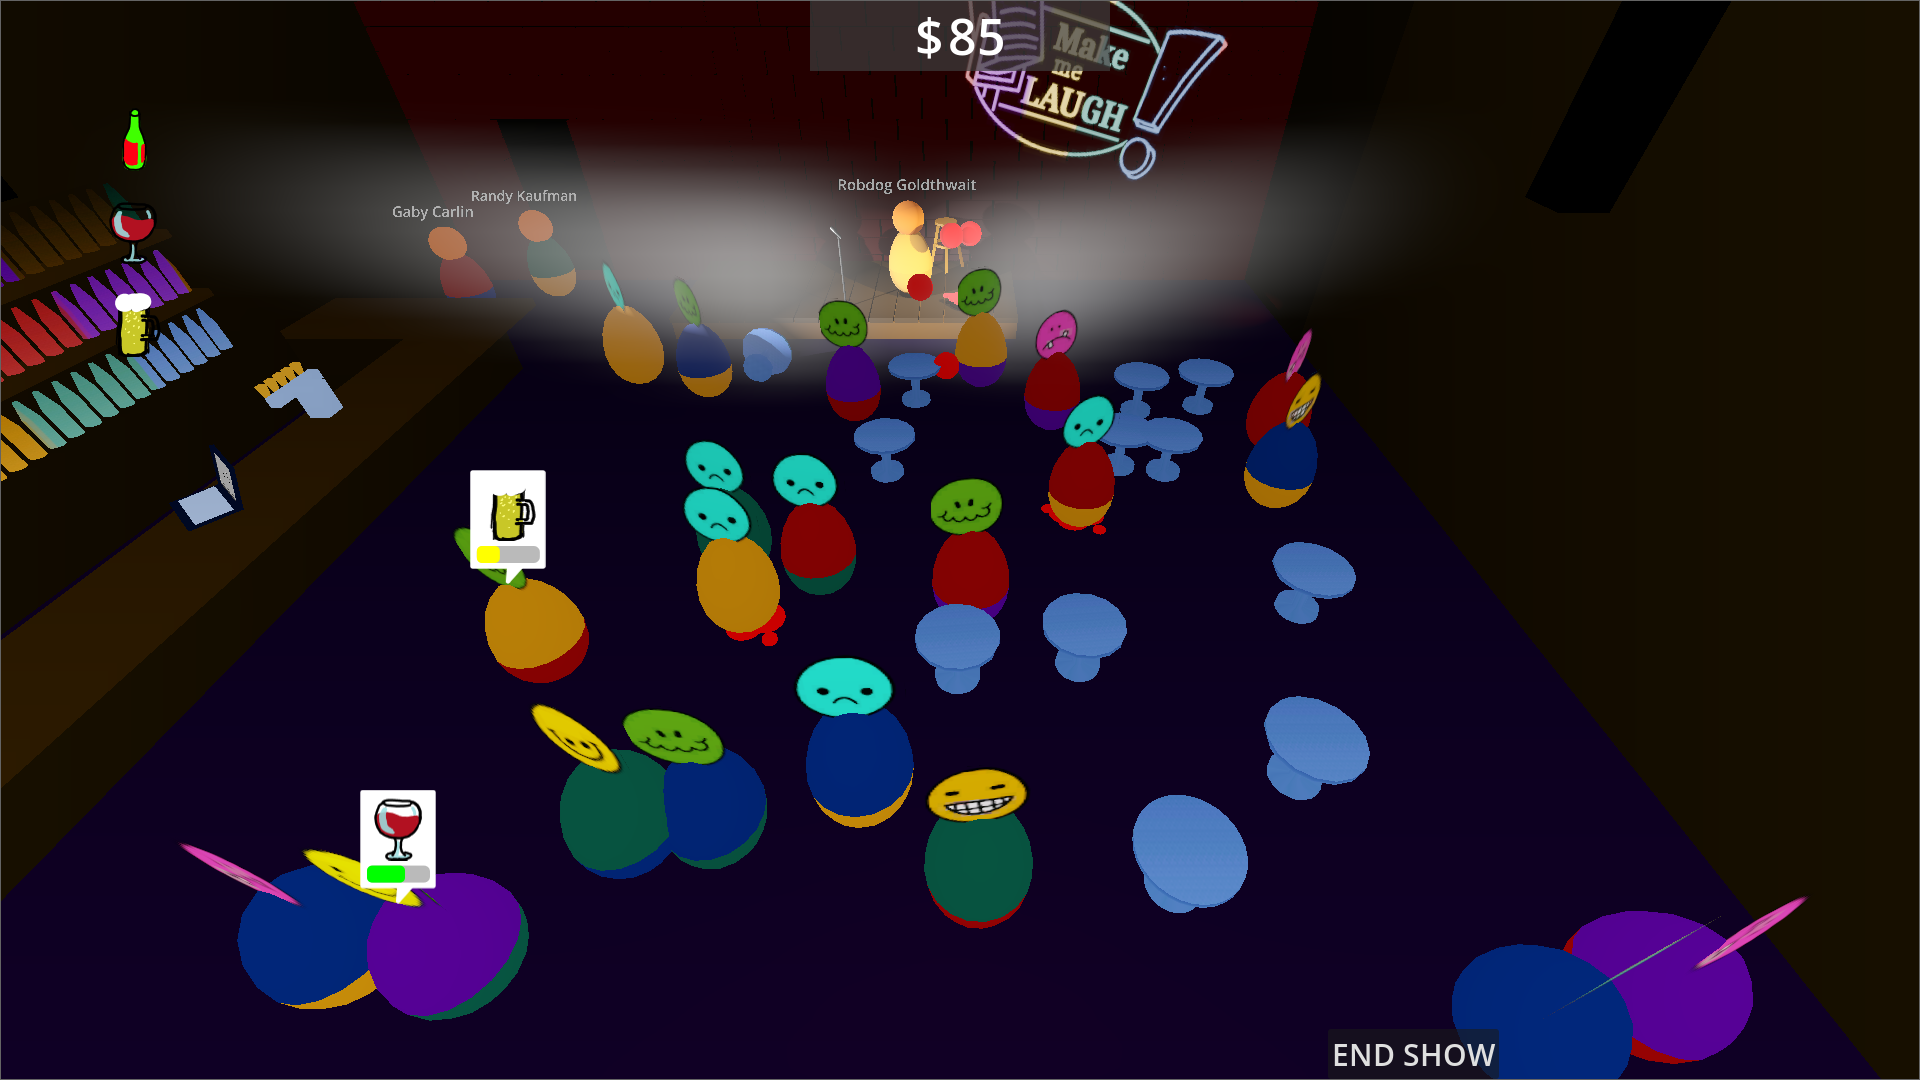 $85
Make
me
LAUGH
Robdog Goldthwait
Randy Kaufman
Gaby Carlin
END SHOW